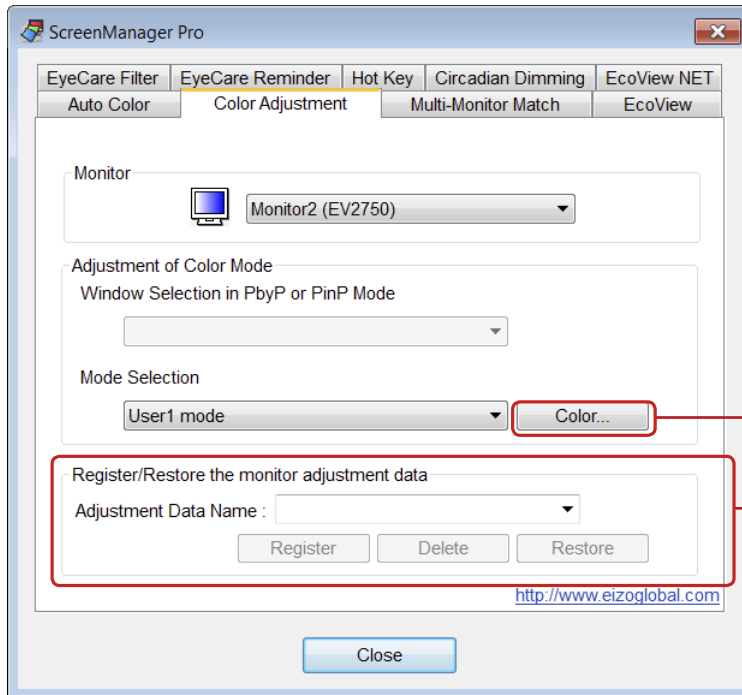 ScreenManager Pro
EyeCare Filter EyeCare Reminder Hot Key Circadian Dimming EcoView NET
Auto Color Color Adjustment Multi-Monitor Match EcoView
Monitor
Monitor2 (EV2750)
Adjustment of Color Mode
Window Selection in PbyP or PinP Mode
Mode Selection
User1 mode Color...
Register/Restore the monitor adjustment data
Adjustment Data Name :
Register Delete Restore
http://www.eizoglobal.com
Close